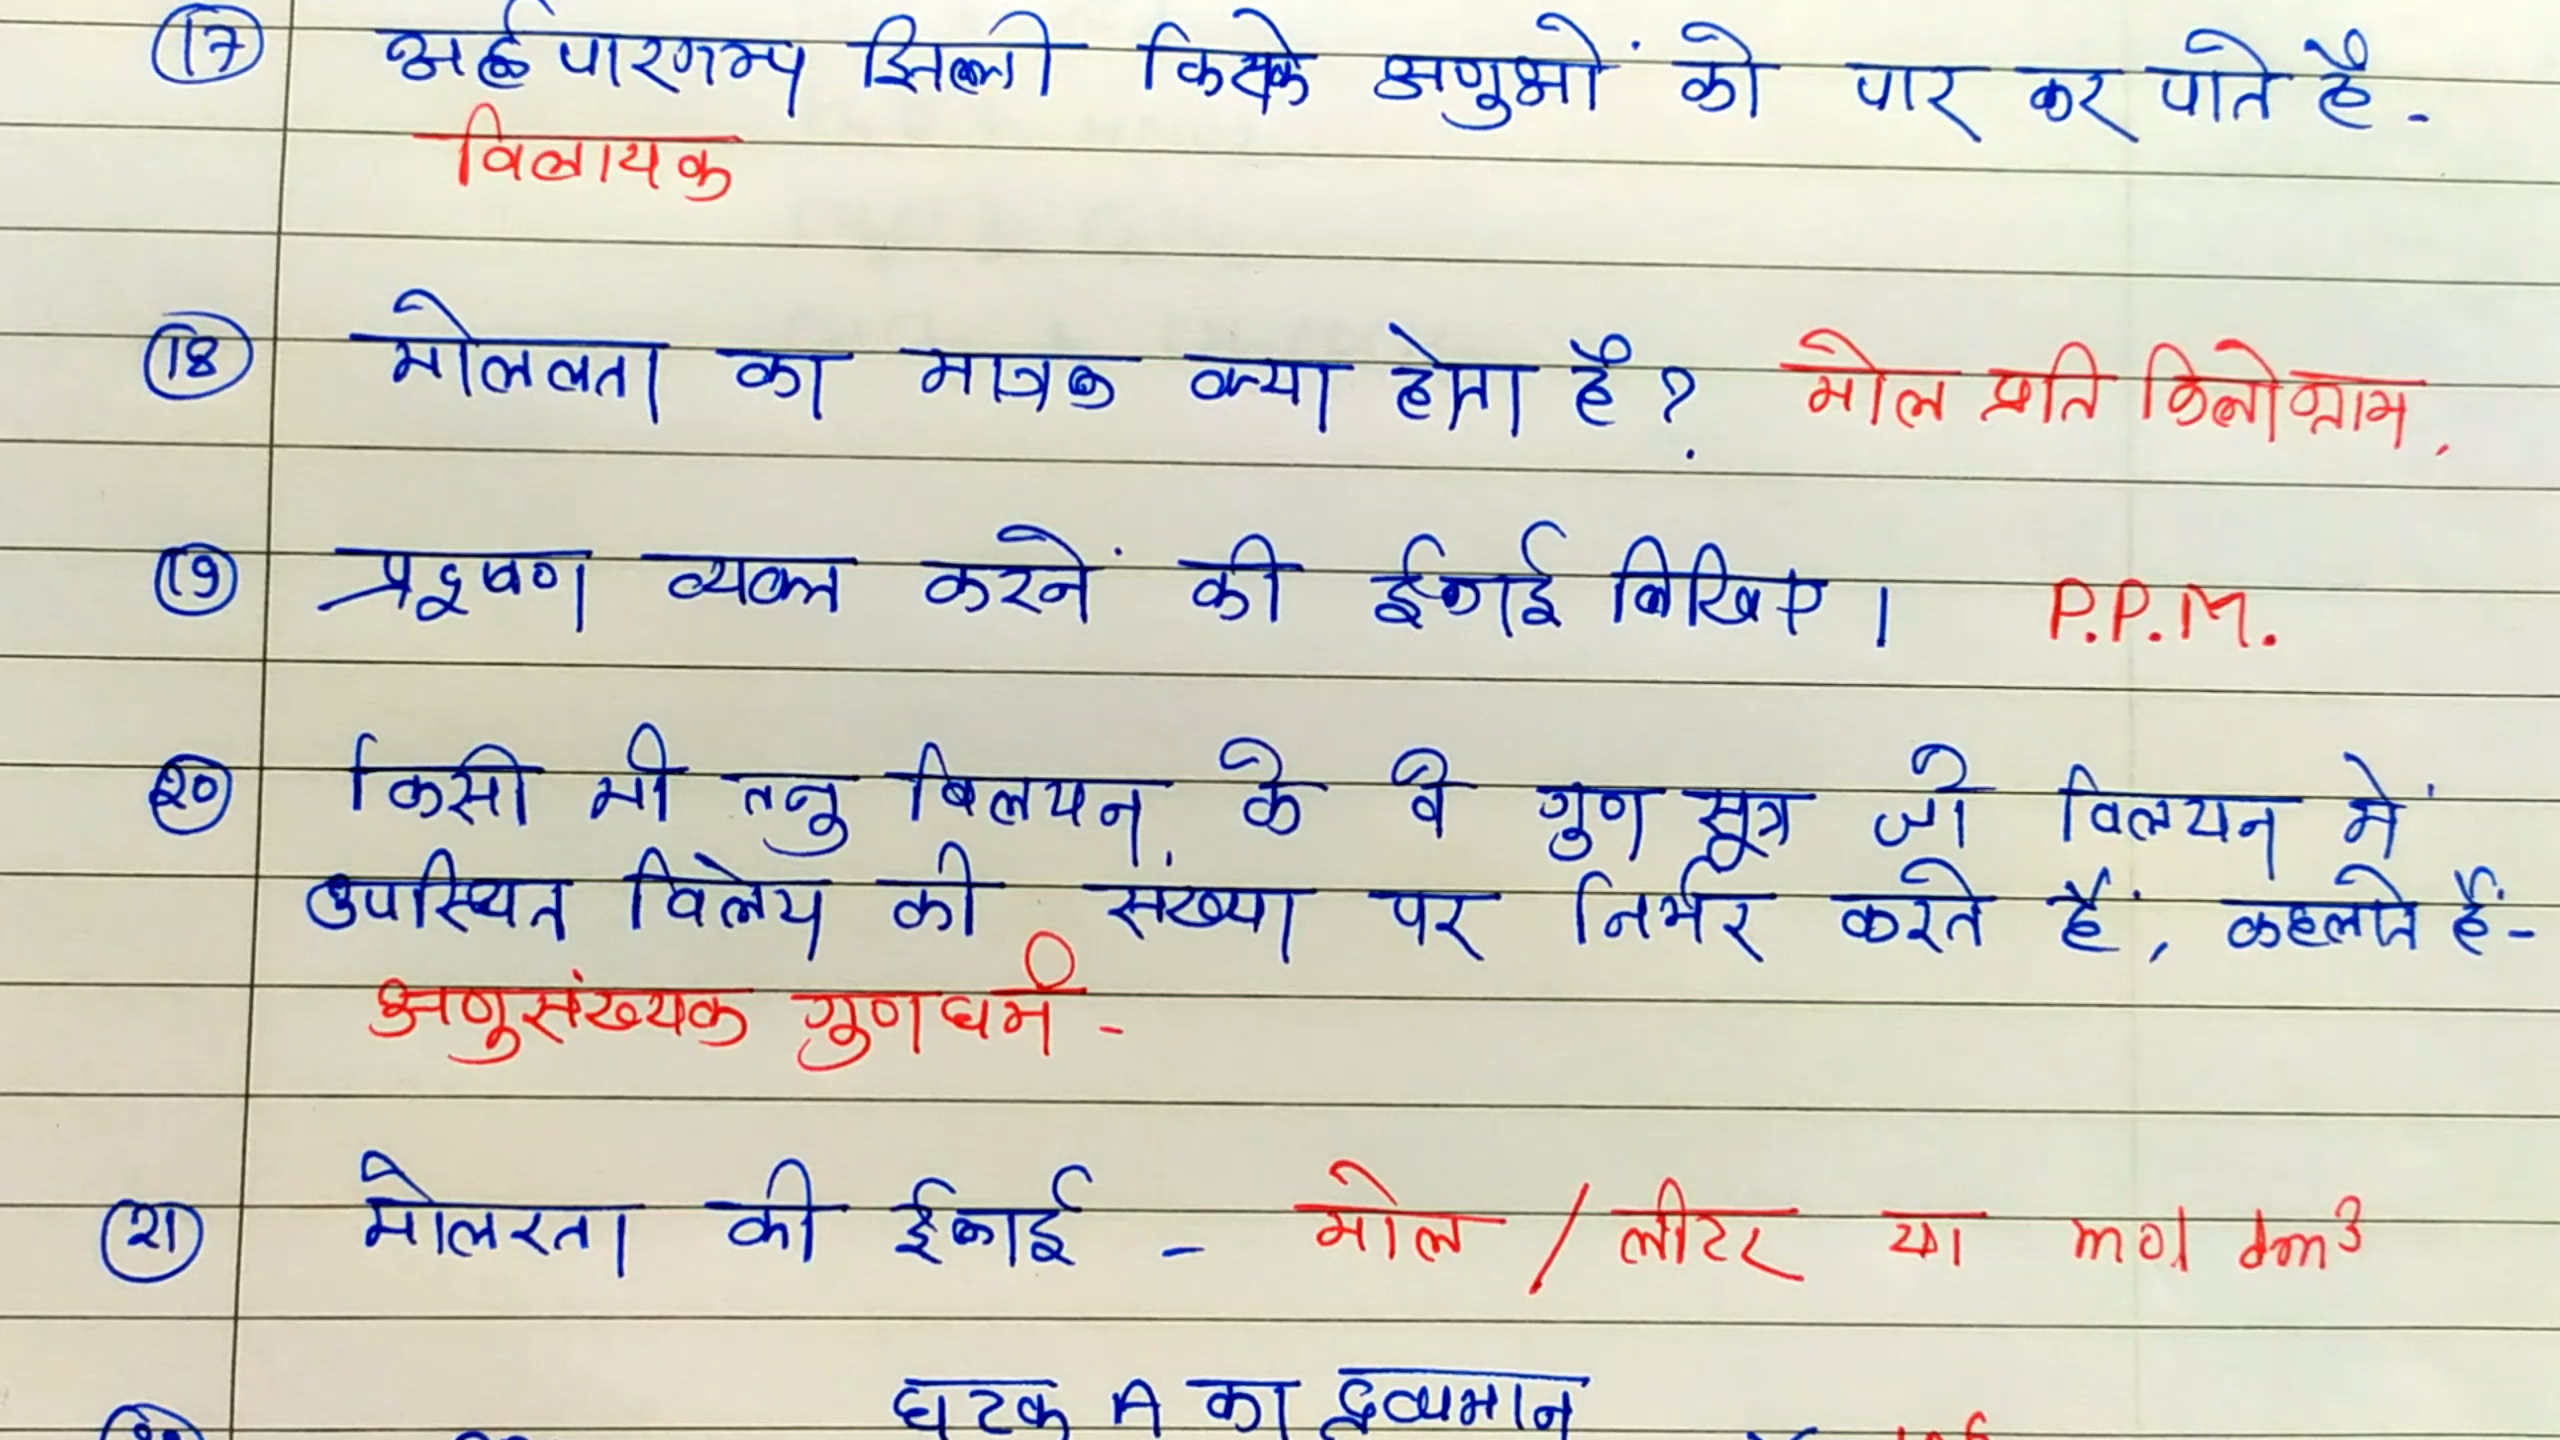 17 अर्द्धपारगम्य झिल्ली किसके अणुओं को पार कर पाते है -
विलायक
18 मोललता का मात्रक क्या होता है? मोल प्रति किलोग्राम,
19 प्रदूषण व्यक्त करनें की ईकाई लिखिए। P.P.M.
20 किसी भी तनु विलयन के वे गुण सूत्र जो विलयन में
उपस्थित विलेय की संख्या पर निर्भर करते हैं, कहलाते हैं-
अणुसंख्यक गुणधर्म -
21 मोलरता की ईकाई - मोल / लीटर या mol dm3
घटक A का द्रव्यमान